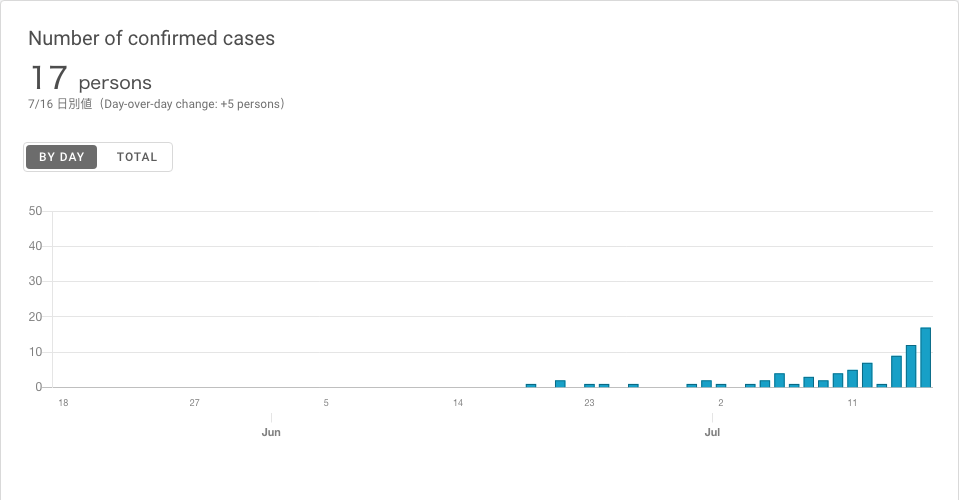 Number of confirmed cases
17 persons
7/16 日別値（Day-over-day change: +5 persons）
BY DAY TOTAL
50
40
30
20
10
0
18 27 5 14 23 2 11
Jun Jul